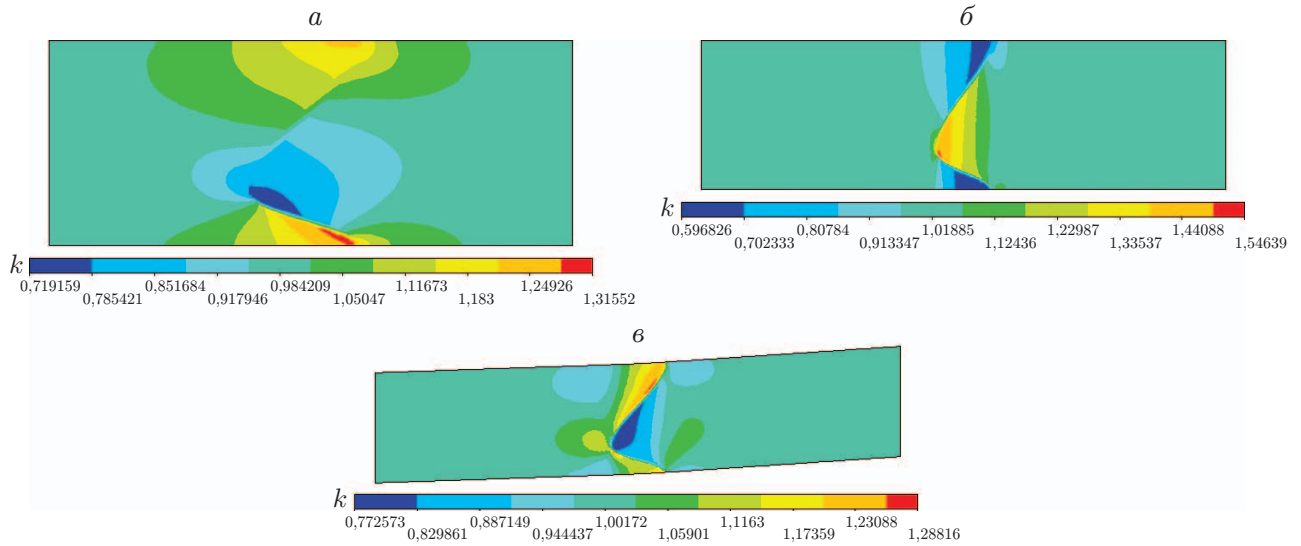 а
б
k
0,596826 0,80784 1,01885 1,22987 1,44088
0,702333 0,913347 1,12436 1,33537 1,54639
k
0,719159 0,851684 0,984209 1,11673 1,24926
0,785421 0,917946 1,05047 1,183 1,31552
в
k
0,772573 0,887149 1,00172 1,1163 1,23088
0,829861 0,944437 1,05901 1,17359 1,28816